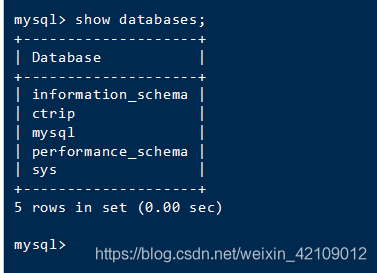 mysql> show databases;
+--------------------+
| Database           |
+--------------------+
| information_schema |
| ctrip              |
| mysql              |
| performance_schema |
| sys                |
+--------------------+
5 rows in set (0.00 sec)
mysql>
https://blog.csdn.net/weixin_42109012